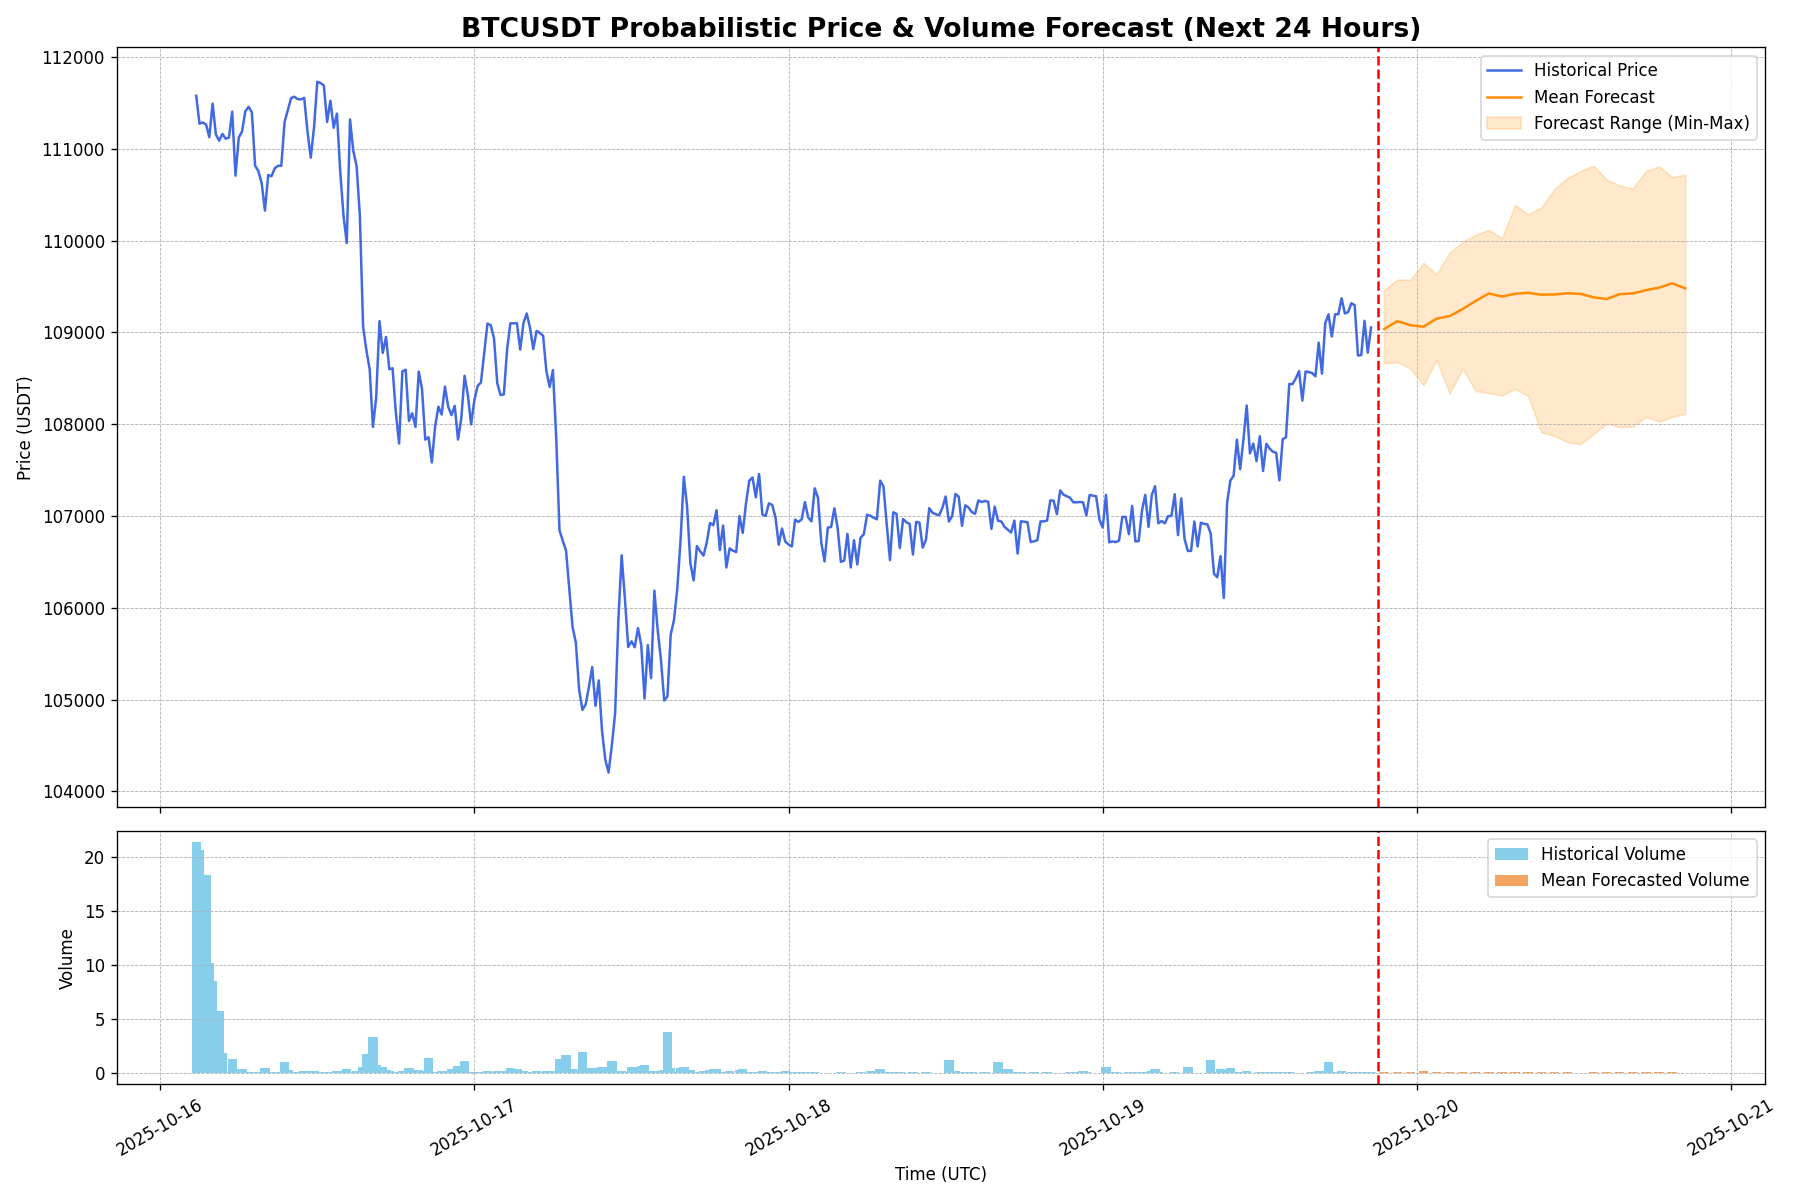 BTCUSDT Probabilistic Price & Volume Forecast (Next 24 Hours)
112000
111000
110000
109000
108000
107000
106000
105000
104000
Price (USDT)
Historical Price
Mean Forecast
Forecast Range (Min-Max)
20
15
10
5
0
Volume
Historical Volume
Mean Forecasted Volume
2025-10-16
2025-10-17
2025-10-18
2025-10-19
2025-10-20
2025-10-21
Time (UTC)